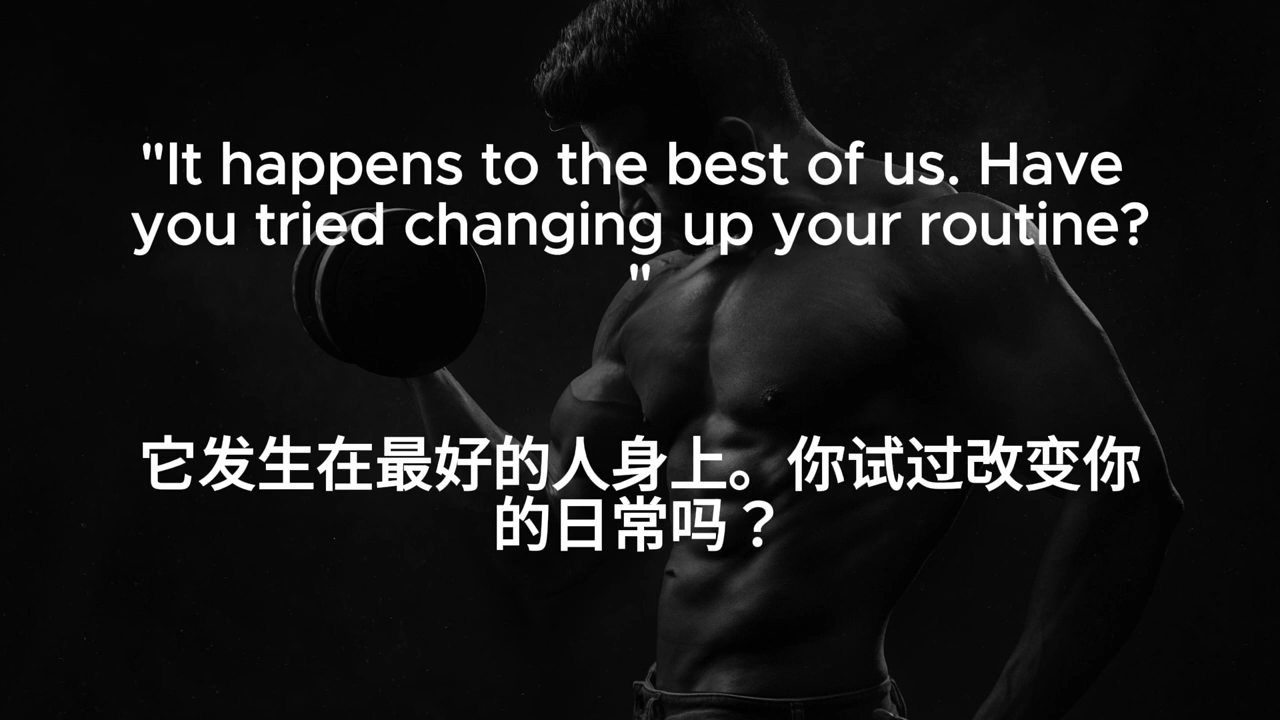 "It happens to the best of us. Have
you tried changing up your routine?
"
它发生在最好的人身上。你试过改变你
的日常吗？